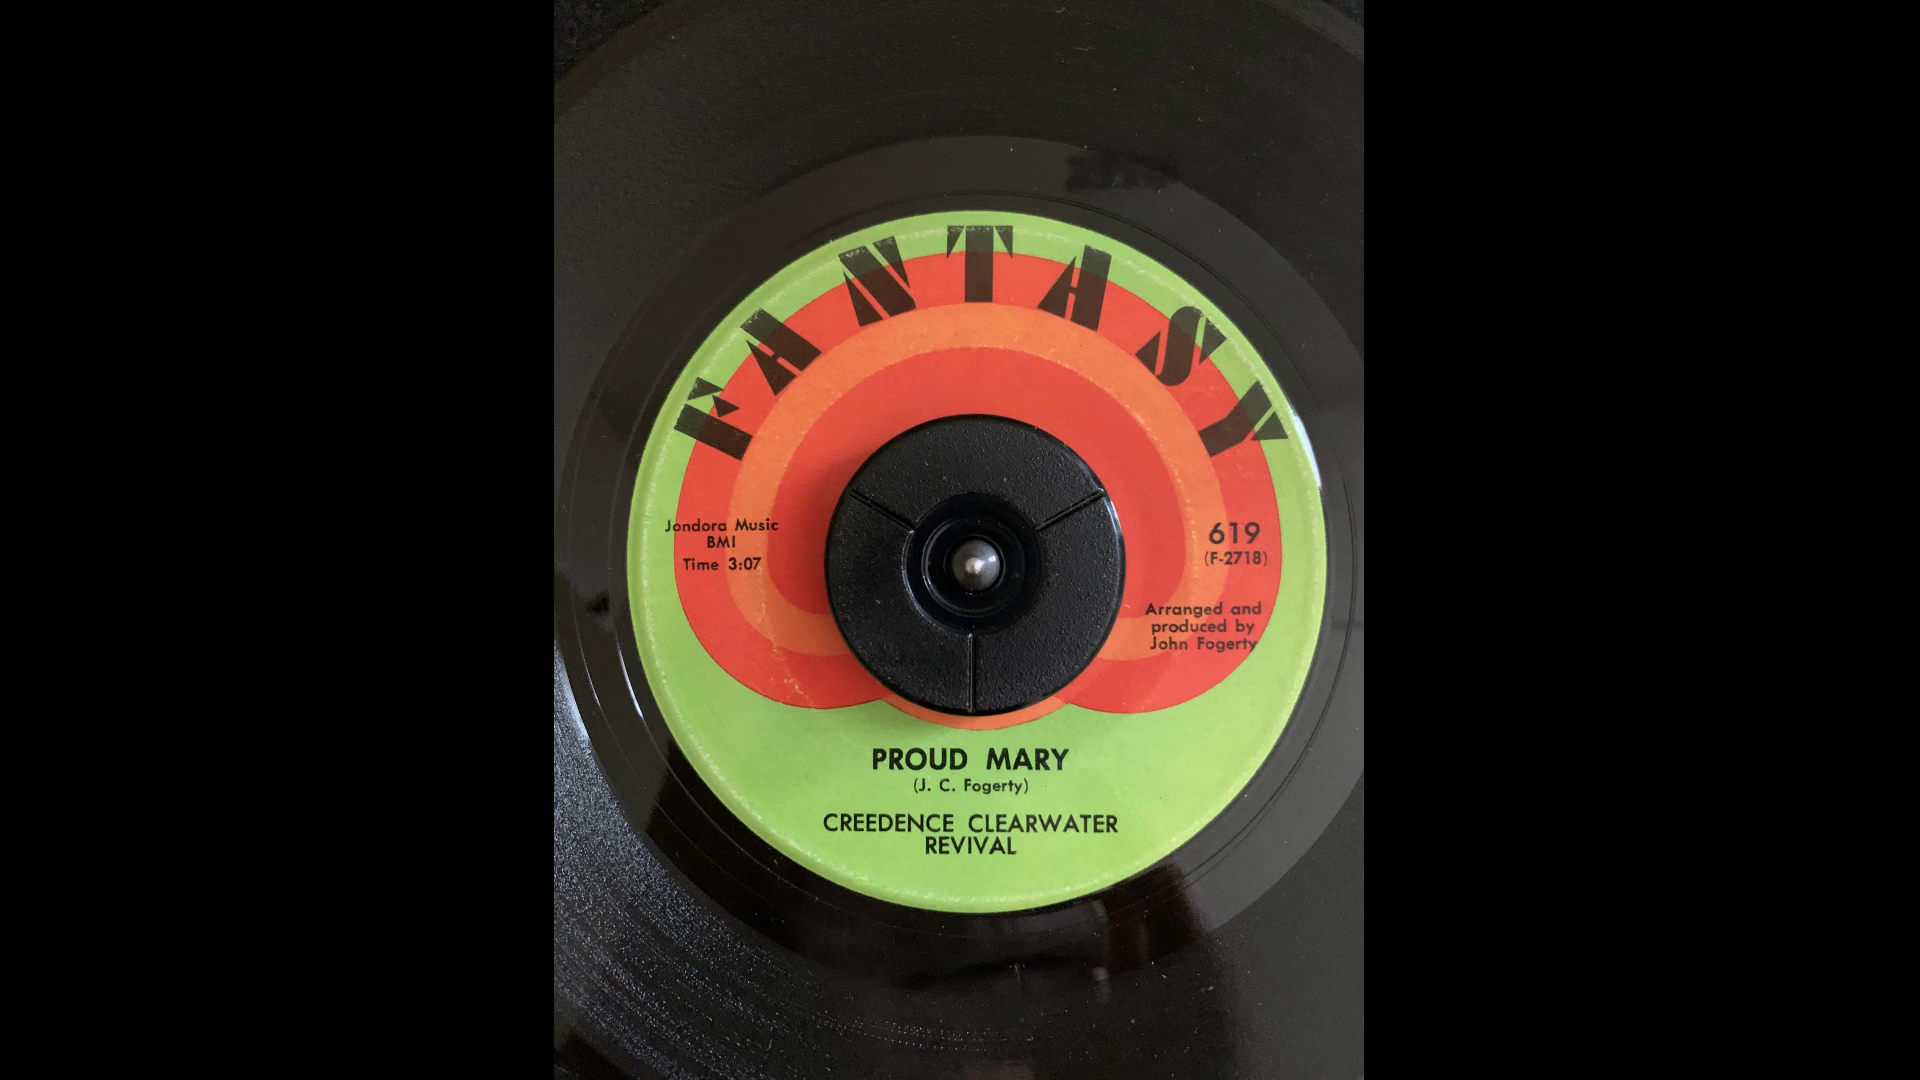 FANTASY
Jondora Music
BMI
Time 3:07
619
(F-2718)
Arranged and
produced by
John Fogerty
PROUD MARY
(J. C. Fogerty)
CREEDENCE CLEARWATER
REVIVAL